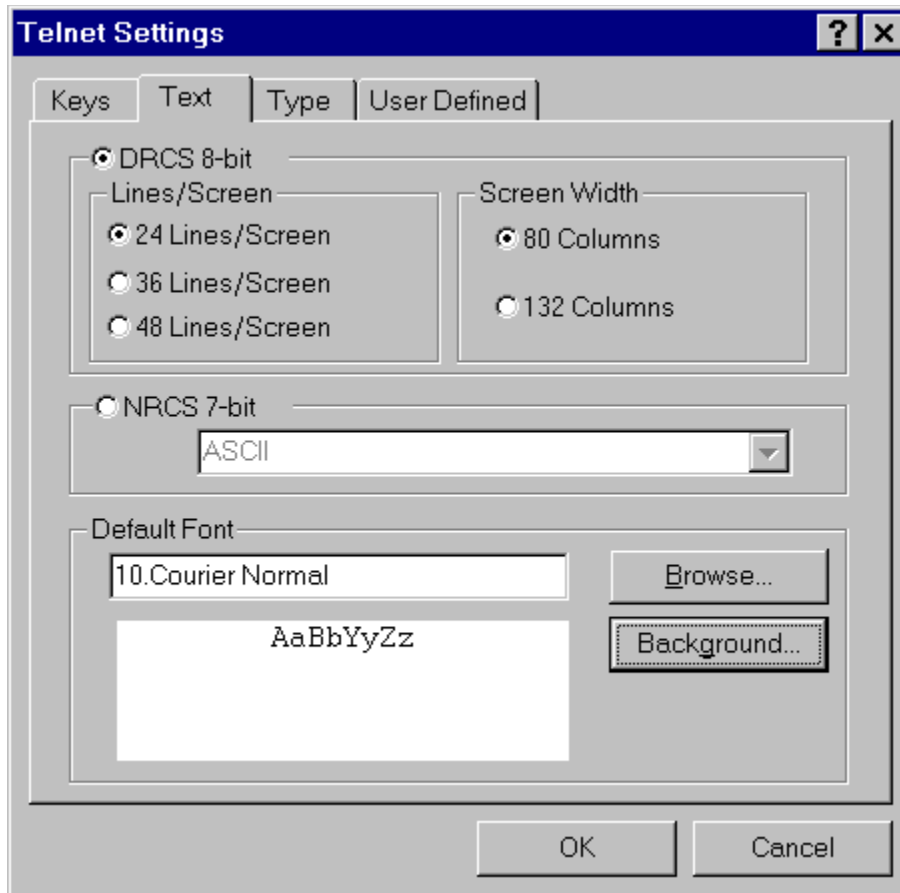 Telnet Settings
Keys Text Type User Defined
DRCS 8-bit
Lines/Screen
24 Lines/Screen
36 Lines/Screen
48 Lines/Screen
Screen Width
80 Columns
132 Columns
NRCS 7-bit
ASCII
Default Font
10.Courier Normal
Browse...
AaBbYyZz
Background...
OK Cancel